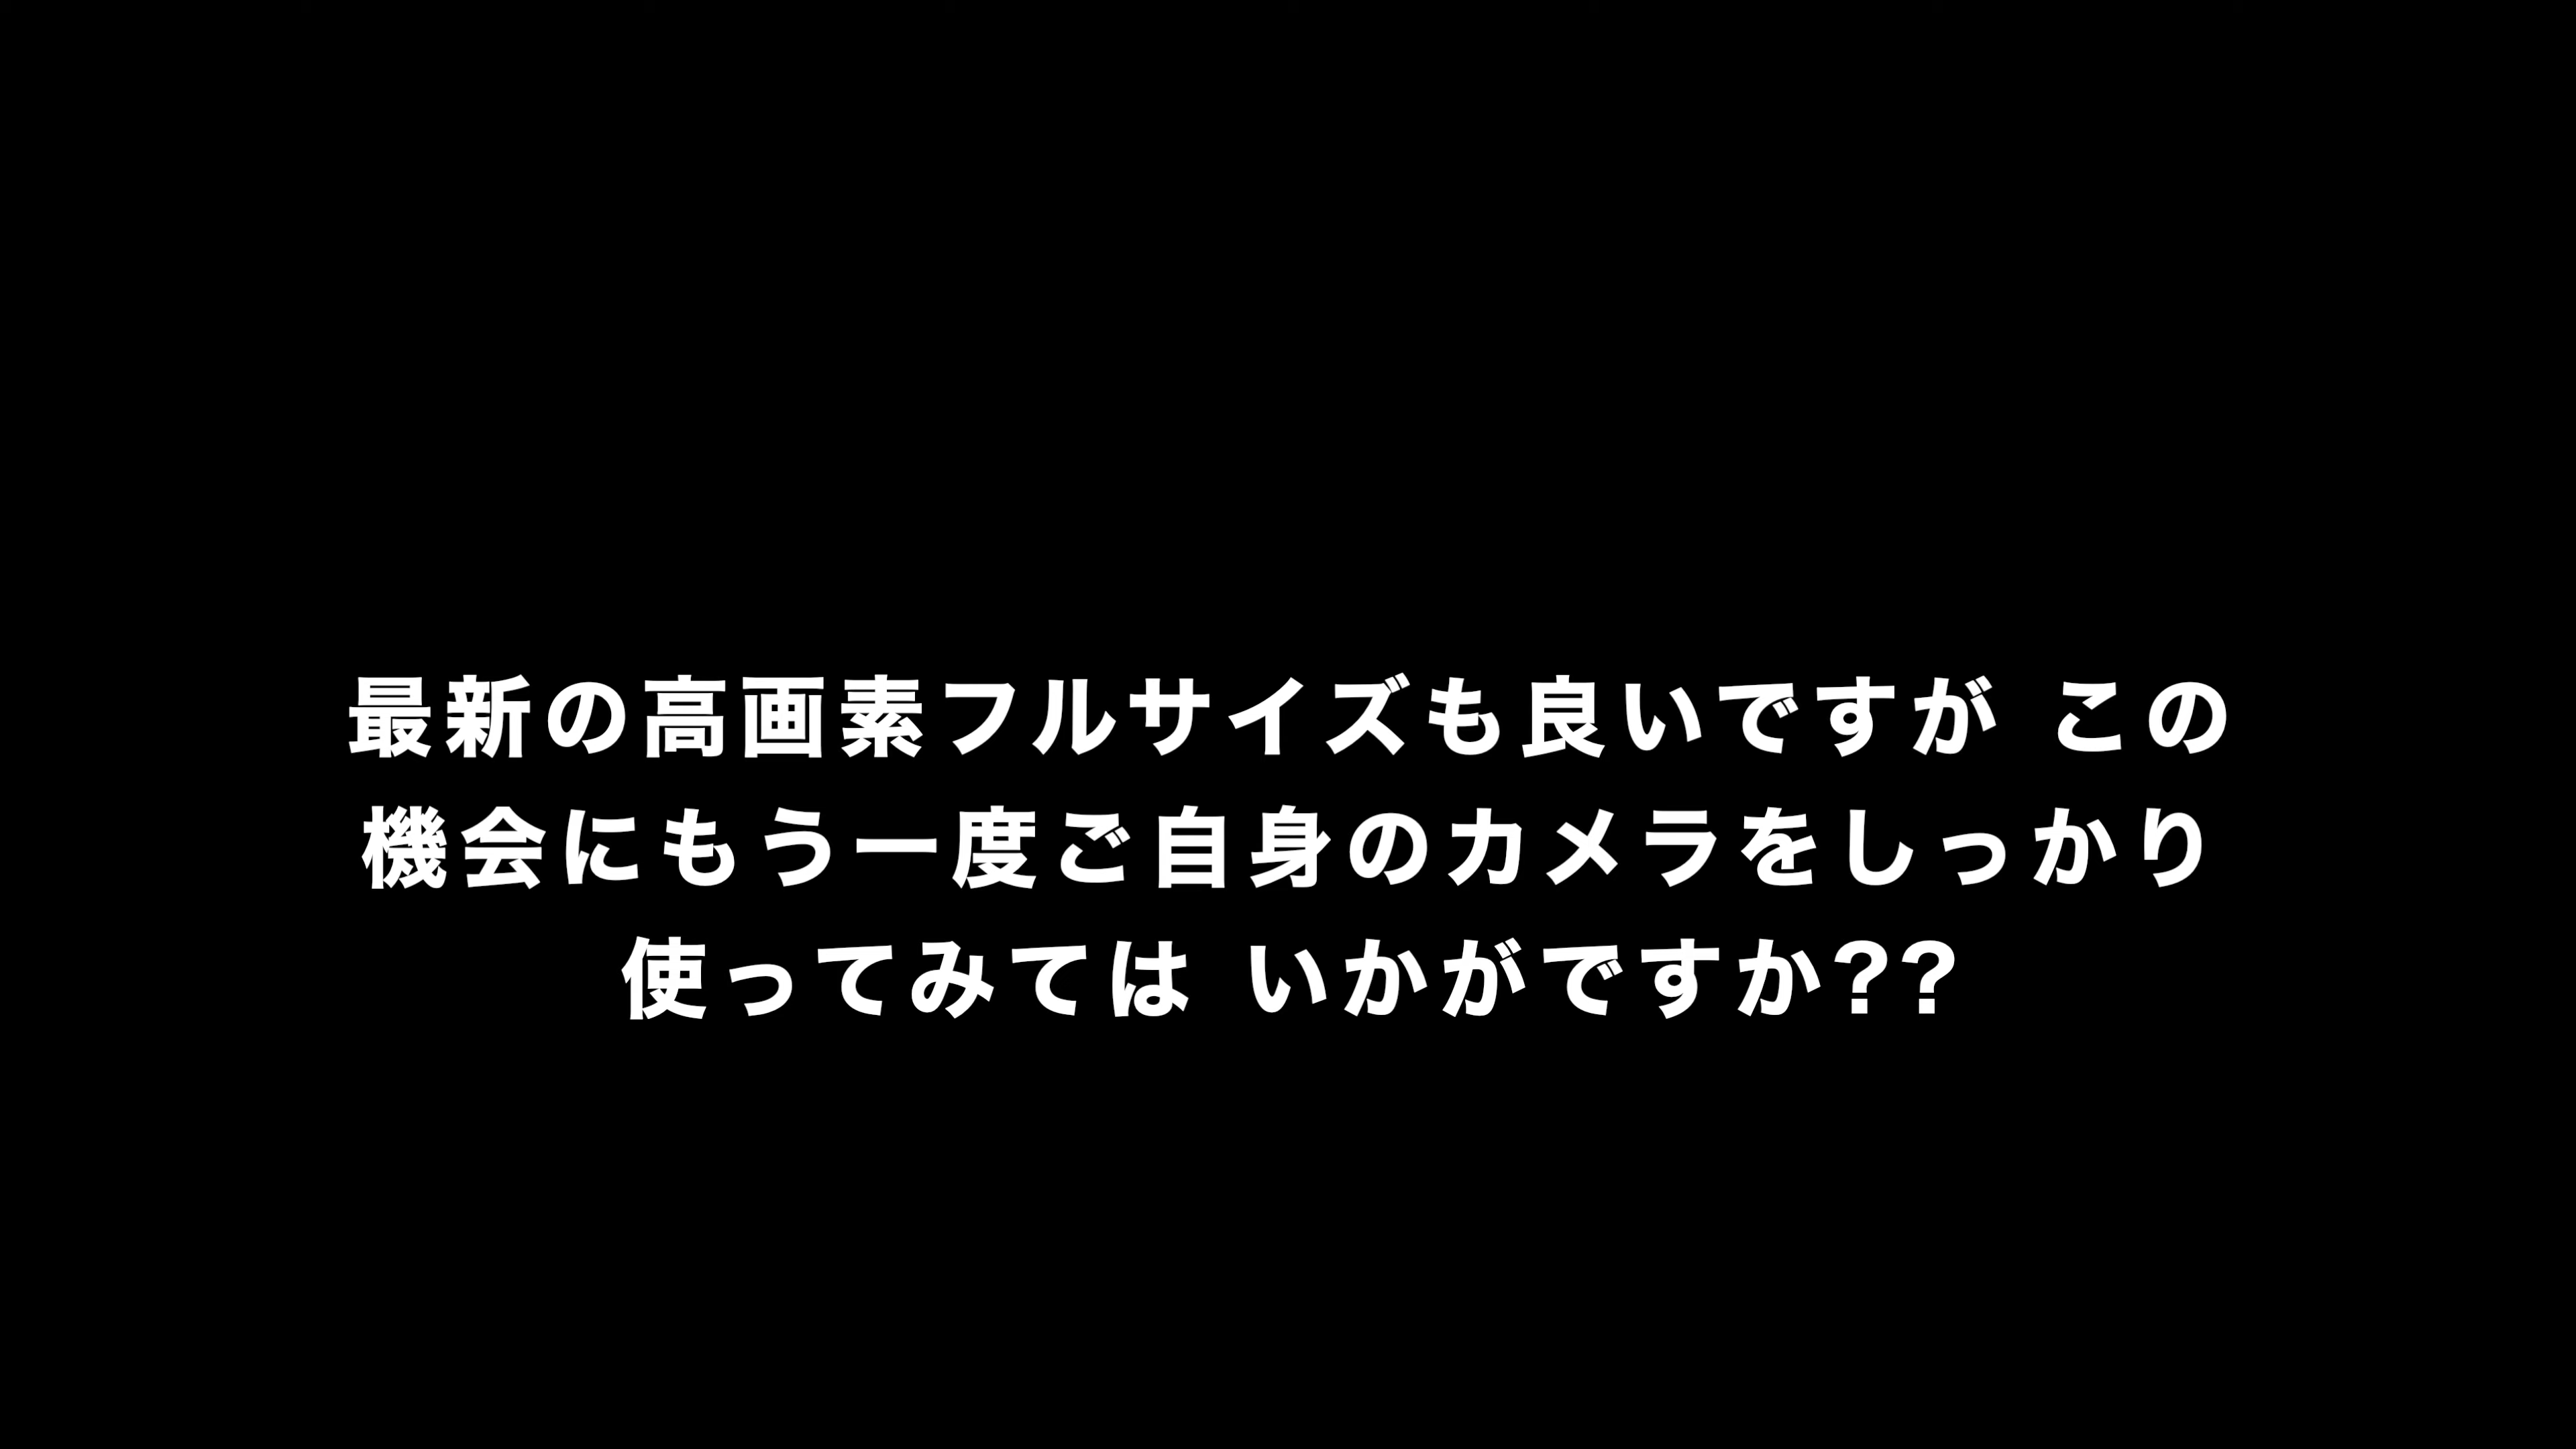 最新の高画素フルサイズも良いですが この
機会にもう一度ご自身のカメラをしっかり
使ってみては いかがですか??